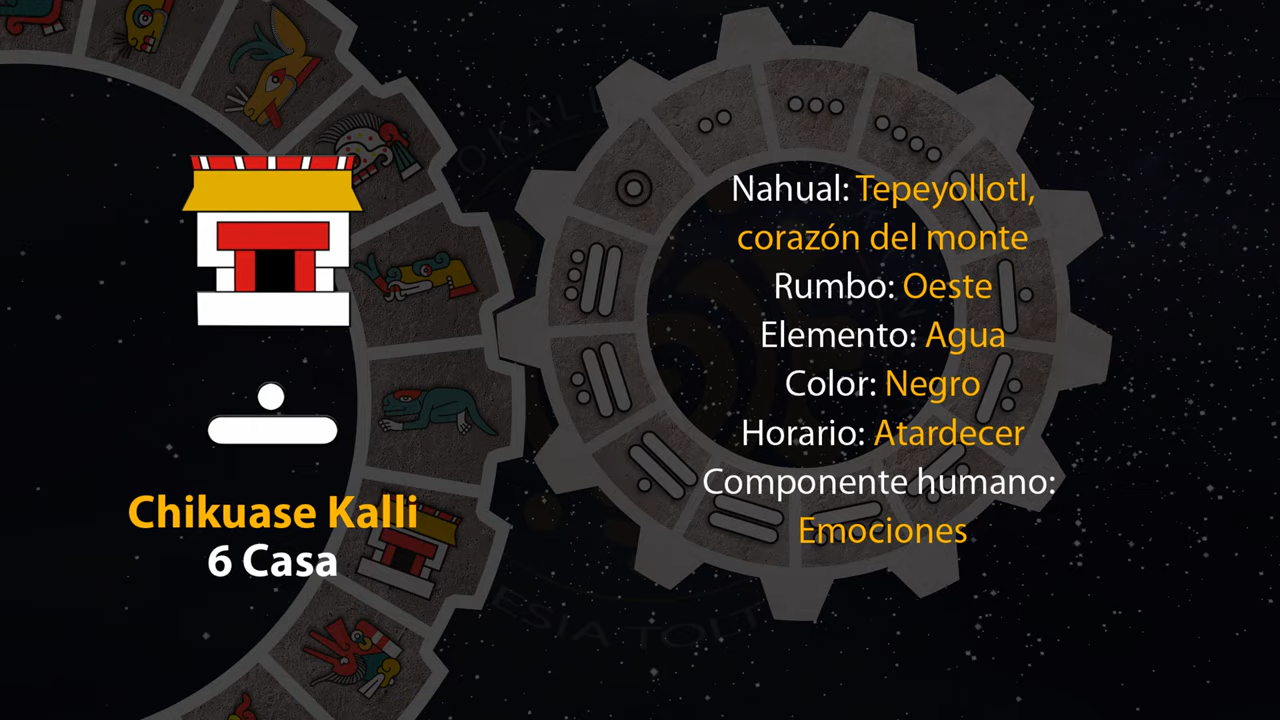 Chikuase Kalli
6 Casa
Nahual: Tepeyollotl,
corazón del monte
Rumbo: Oeste
Elemento: Agua
Color: Negro
Horario: Atardecer
Componente humano:
Emociones